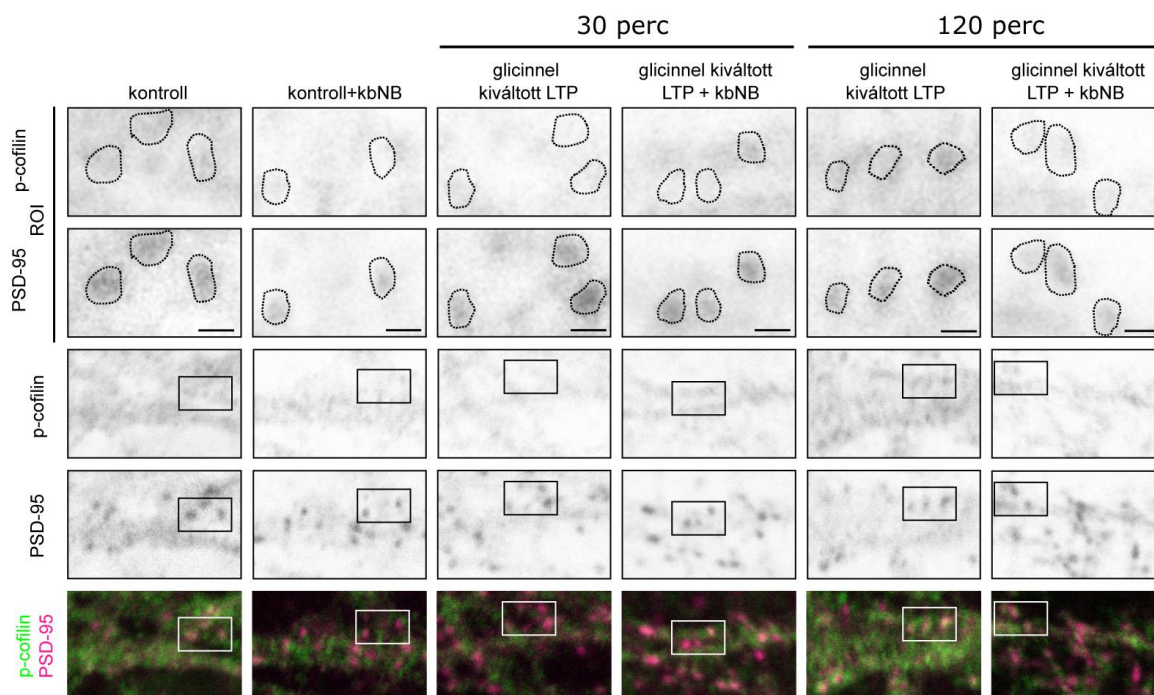 30 perc
120 perc
kontroll
kontroll+kbNB
glicinnel
kiváltott LTP
glicinnel kiváltott
LTP + kbNB
glicinnel
kiváltott LTP
glicinnel kiváltott
LTP + kbNB
ROI
p-cofilin
PSD-95
p-cofilin
PSD-95
p-cofilin
PSD-95